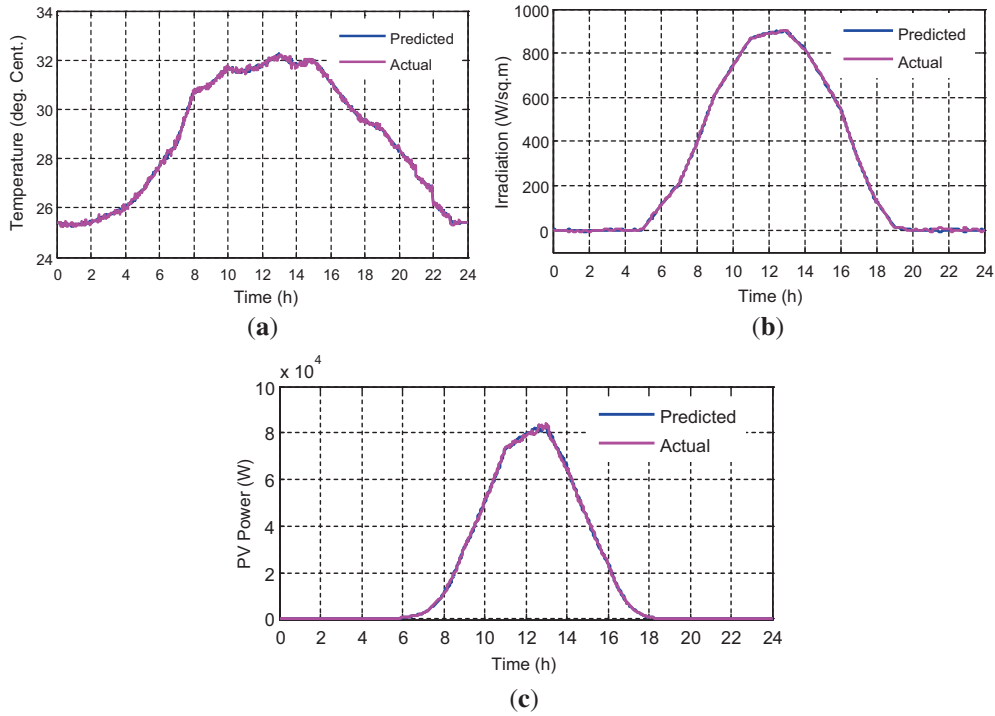 34
32
30
28
26
24
Temperature (deg. Cent.)
Predicted
Actual
0 2 4 6 8 10 12 14 16 18 20 22 24
Time (h)
(a)
1000
800
600
400
200
0
Irradiation (W/sq.m)
Predicted
Actual
0 2 4 6 8 10 12 14 16 18 20 22 24
Time (h)
(b)
x 10^4
10
8
6
4
2
0
PV Power (W)
Predicted
Actual
0 2 4 6 8 10 12 14 16 18 20 22 24
Time (h)
(c)